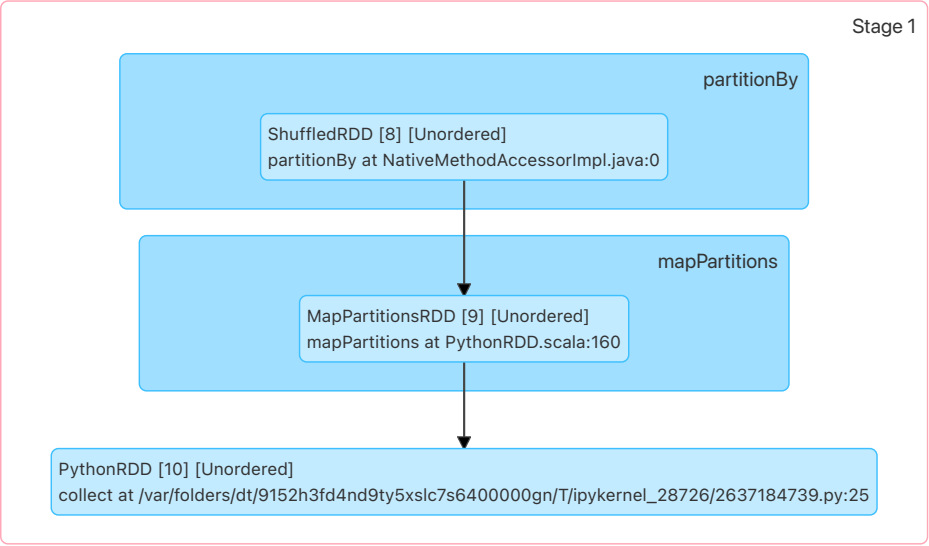 Stage 1
partitionBy
ShuffledRDD [8] [Unordered]
partitionBy at NativeMethodAccessorImpl.java:0
mapPartitions
MapPartitionsRDD [9] [Unordered]
mapPartitions at PythonRDD.scala:160
PythonRDD [10] [Unordered]
collect at /var/folders/dt/9152h3fd4nd9ty5xslc7s6400000gn/T/ipykernel_28726/2637184739.py:25